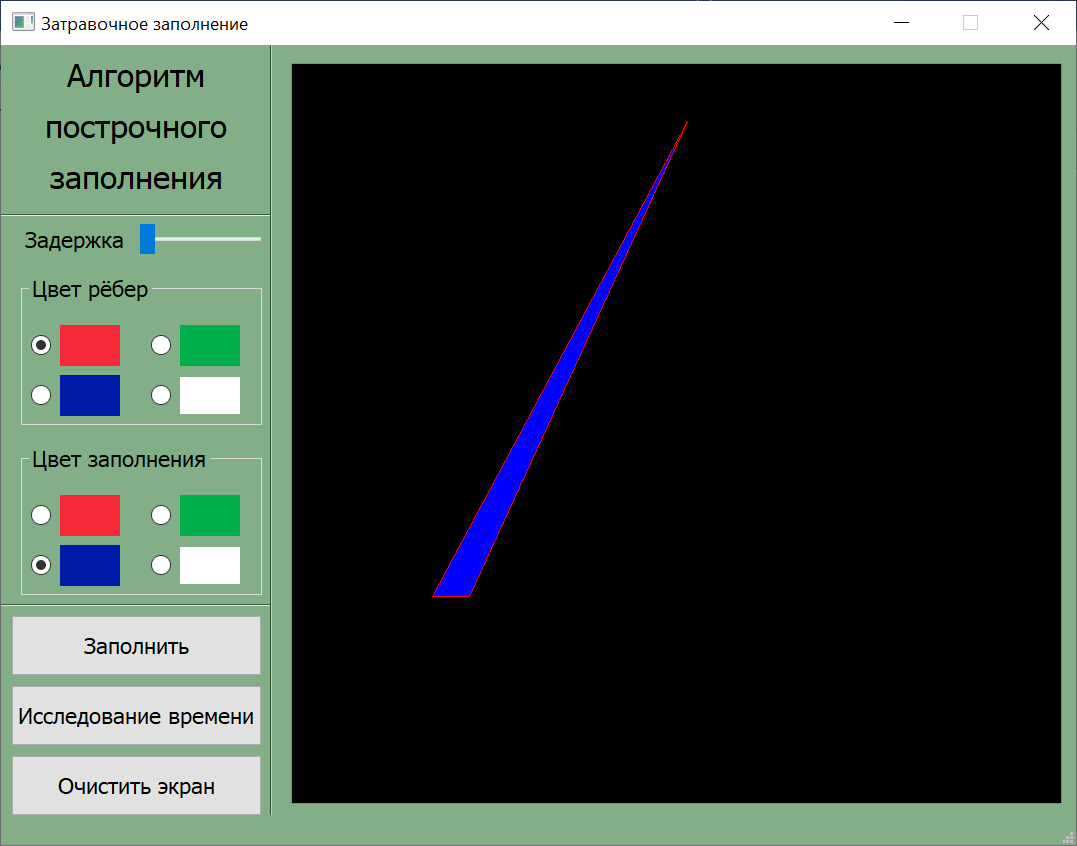 Затравочное заполнение
Алгоритм
построчного
заполнения
Задержка
Цвет рёбер
Цвет заполнения
Заполнить
Исследование времени
Очистить экран